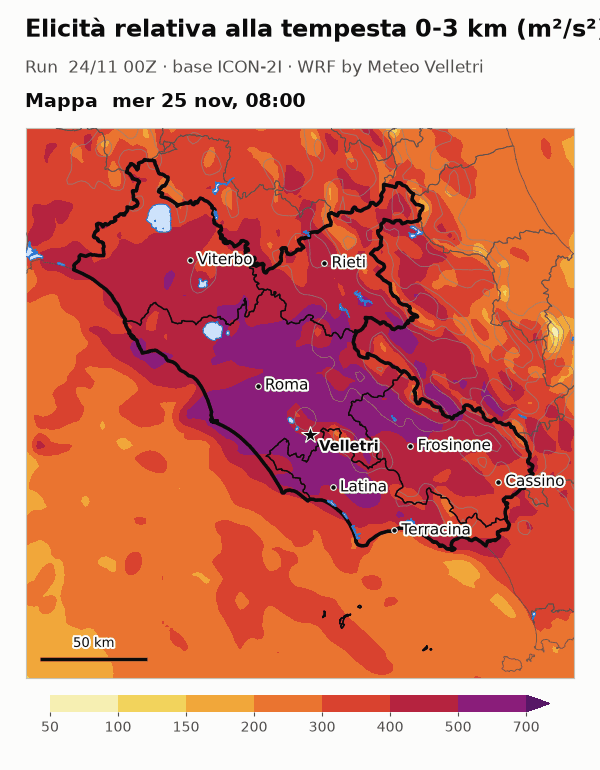 Elicità relativa alla tempesta 0-3 km (m²/s²)
Run  24/11 00Z · base ICON-2I · WRF by Meteo Velletri
Mappa  mer 25 nov, 08:00
Viterbo
Rieti
Roma
Velletri
Frosinone
Latina
Cassino
Terracina
50 km
50 100 150 200 300 400 500 700